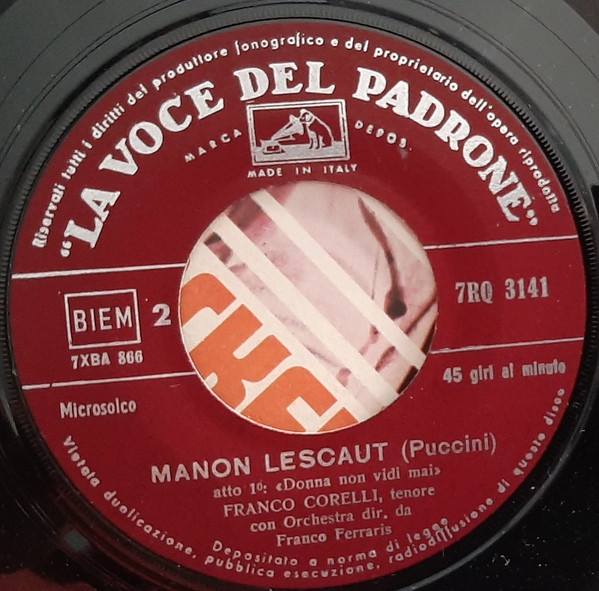 Riservati tutti i diritti del produttore fonografico e del proprietario dell'opera riprodotta
"LA VOCE DEL PADRONE"
MARCA DEPOS.
MADE IN ITALY
BIEM 2
7XBA 866
7RQ 3141
45 giri al minuto
Microsolco
MANON LESCAUT (Puccini)
atto 1º: «Donna non vidi mai»
FRANCO CORELLI, tenore
con Orchestra dir. da
Franco Ferraris
Depositato a norma di legge
Vietata duplicazione, pubblica esecuzione, radiodiffusione di questo disco